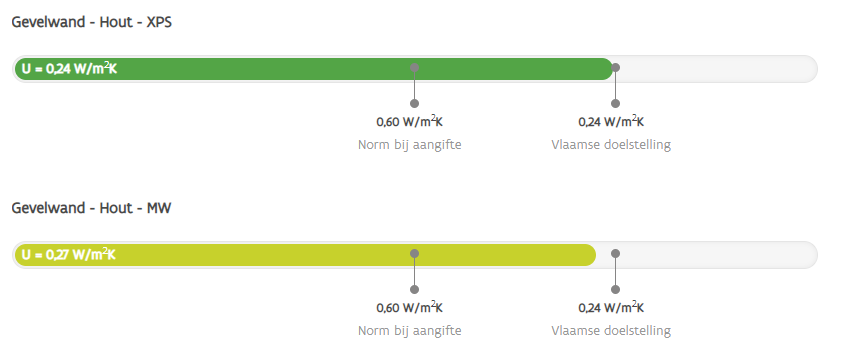 Gevelwand - Hout - XPS
U = 0,24 W/m²K
0,60 W/m²K 0,24 W/m²K
Norm bij aangifte Vlaamse doelstelling
Gevelwand - Hout - MW
U = 0,27 W/m²K
0,60 W/m²K 0,24 W/m²K
Norm bij aangifte Vlaamse doelstelling